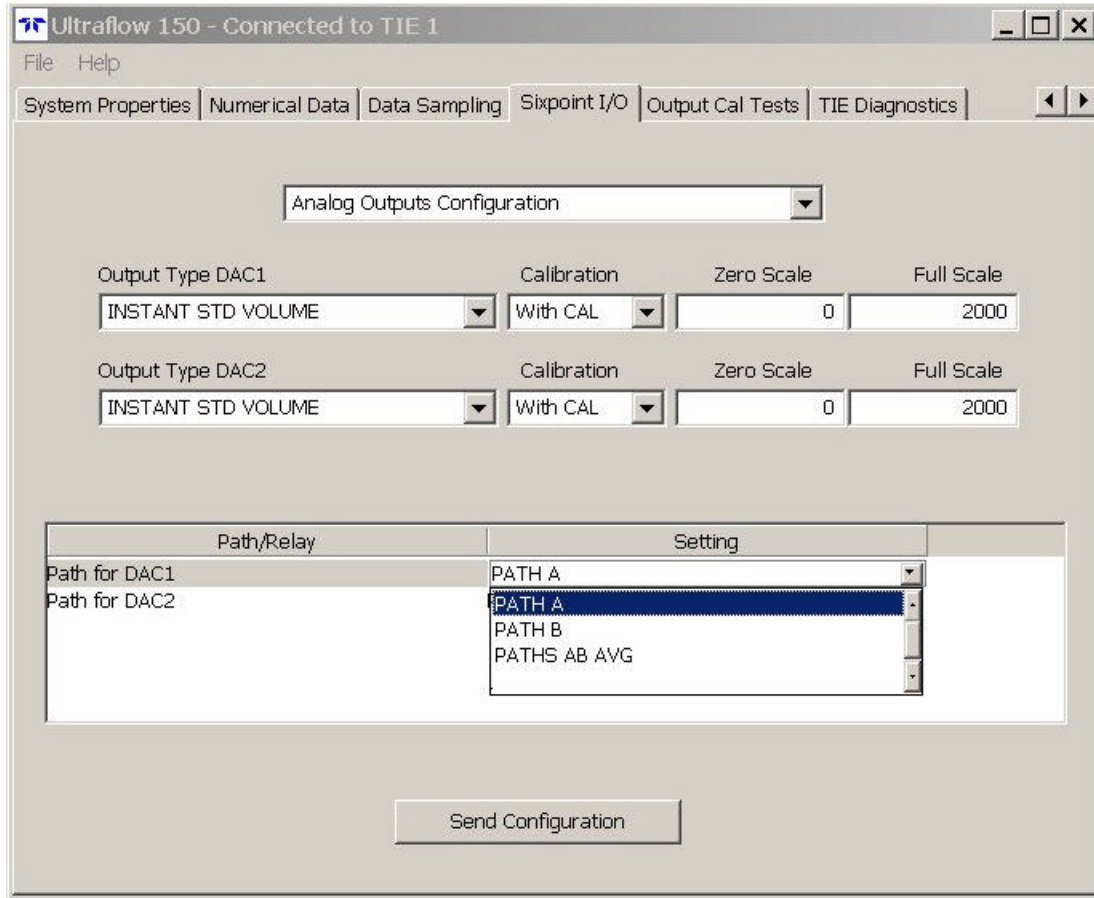 Ultraflow 150 - Connected to TIE 1
File Help
System Properties Numerical Data Data Sampling Sixpoint I/O Output Cal Tests TIE Diagnostics
Analog Outputs Configuration
Output Type DAC1 Calibration Zero Scale Full Scale
INSTANT STD VOLUME With CAL 0 2000
Output Type DAC2 Calibration Zero Scale Full Scale
INSTANT STD VOLUME With CAL 0 2000
Path/Relay Setting
Path for DAC1 PATH A
Path for DAC2 PATH A
PATH B
PATHS AB AVG
Send Configuration